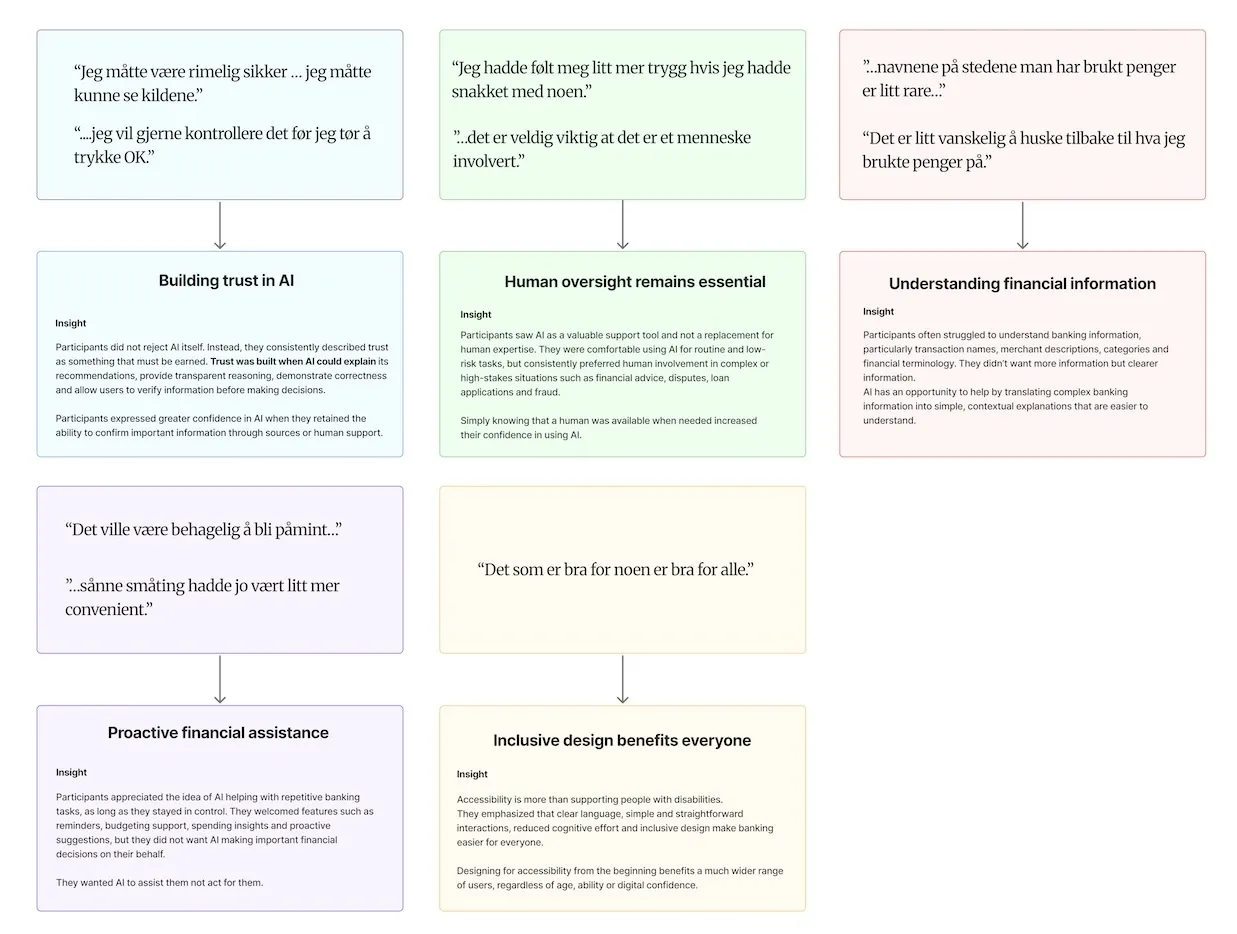 “Jeg måtte være rimelig sikker ... jeg måtte
kunne se kildene.”
“....jeg vil gjerne kontrollere det før jeg tør å
trykke OK.”
“Jeg hadde følt meg litt mer trygg hvis jeg hadde
snakket med noen.”
”...det er veldig viktig at det er et menneske
involvert.”
”...navnene på stedene man har brukt penger
er litt rare...”
“Det er litt vanskelig å huske tilbake til hva jeg
brukte penger på.”
Building trust in AI
Insight
Participants did not reject AI itself. Instead, they consistently described trust
as something that must be earned. Trust was built when AI could explain its
recommendations, provide transparent reasoning, demonstrate correctness
and allow users to verify information before making decisions.
Participants expressed greater confidence in AI when they retained the
ability to confirm important information through sources or human support.
Human oversight remains essential
Insight
Participants saw AI as a valuable support tool and not a replacement for
human expertise. They were comfortable using AI for routine and low-
risk tasks, but consistently preferred human involvement in complex or
high-stakes situations such as financial advice, disputes, loan
applications and fraud.
Simply knowing that a human was available when needed increased
their confidence in using AI.
Understanding financial information
Insight
Participants often struggled to understand banking information,
particularly transaction names, merchant descriptions, categories and
financial terminology. They didn't want more information but clearer
information.
AI has an opportunity to help by translating complex banking
information into simple, contextual explanations that are easier to
understand.
“Det ville være behagelig å bli påmint...”
”...sånne småting hadde jo vært litt mer
convenient.”
“Det som er bra for noen er bra for alle.”
Proactive financial assistance
Insight
Participants appreciated the idea of AI helping with repetitive banking
tasks, as long as they stayed in control. They welcomed features such as
reminders, budgeting support, spending insights and proactive
suggestions, but they did not want AI making important financial
decisions on their behalf.
They wanted AI to assist them not act for them.
Inclusive design benefits everyone
Insight
Accessibility is more than supporting people with disabilities.
They emphasized that clear language, simple and straightforward
interactions, reduced cognitive effort and inclusive design make banking
easier for everyone.
Designing for accessibility from the beginning benefits a much wider range
of users, regardless of age, ability or digital confidence.